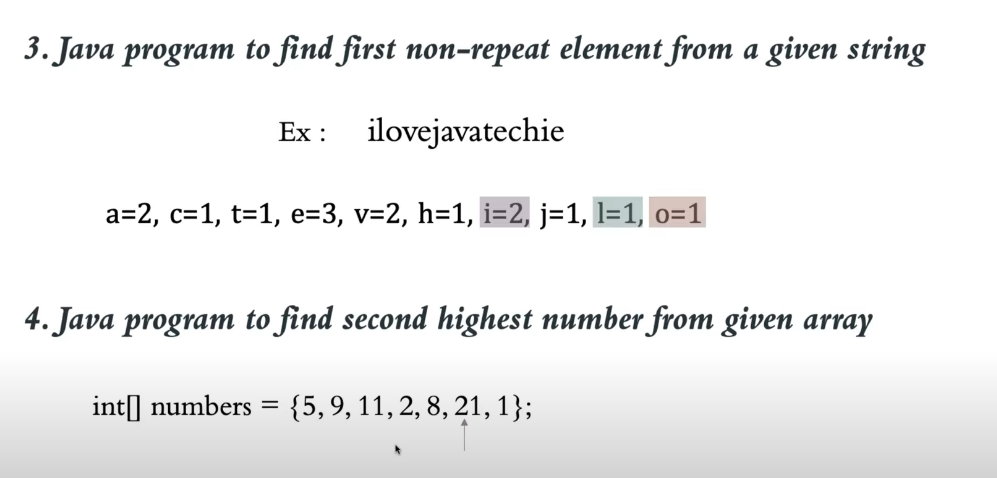 3. Java program to find first non-repeat element from a given string
Ex : ilovejavatechie
a=2, c=1, t=1, e=3, v=2, h=1, i=2, j=1, l=1, o=1
4. Java program to find second highest number from given array
int[] numbers = {5, 9, 11, 2, 8, 21, 1};